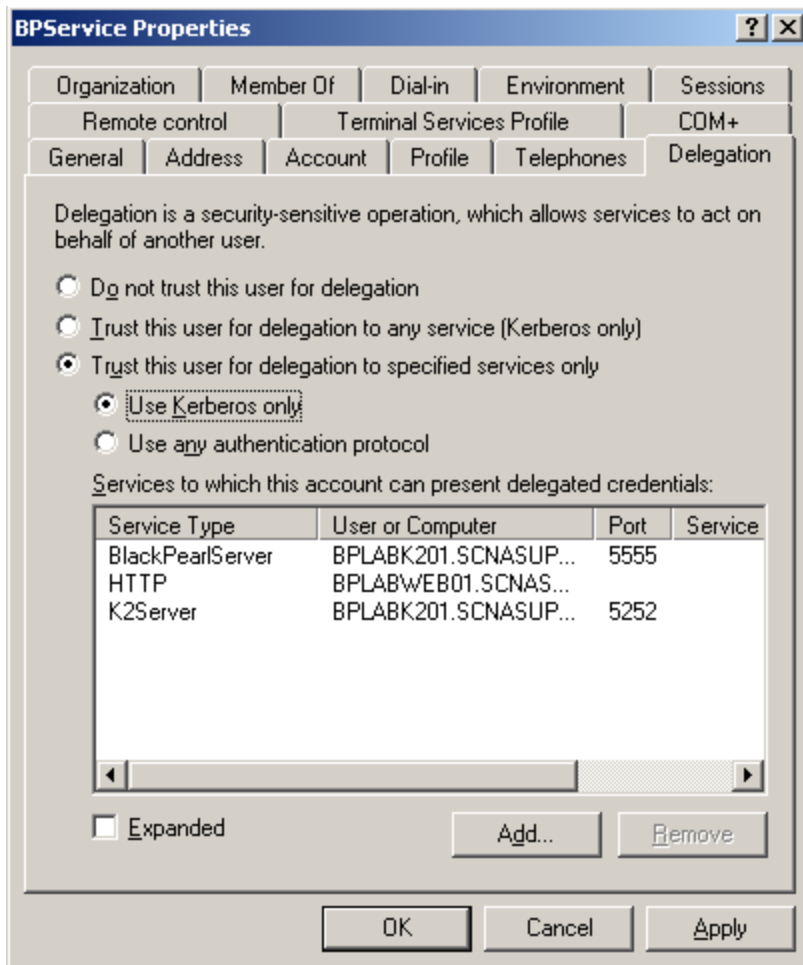 BPService Properties
Organization Member Of Dial-in Environment Sessions
Remote control Terminal Services Profile COM+
General Address Account Profile Telephones Delegation
Delegation is a security-sensitive operation, which allows services to act on
behalf of another user.
Do not trust this user for delegation
Trust this user for delegation to any service (Kerberos only)
Trust this user for delegation to specified services only
Use Kerberos only
Use any authentication protocol
Services to which this account can present delegated credentials:
Service Type User or Computer Port Service
BlackPearlServer BPLABK201.SCNASUP... 5555
HTTP BPLABWEB01.SCNAS...
K2Server BPLABK201.SCNASUP... 5252
Expanded Add... Remove
OK Cancel Apply